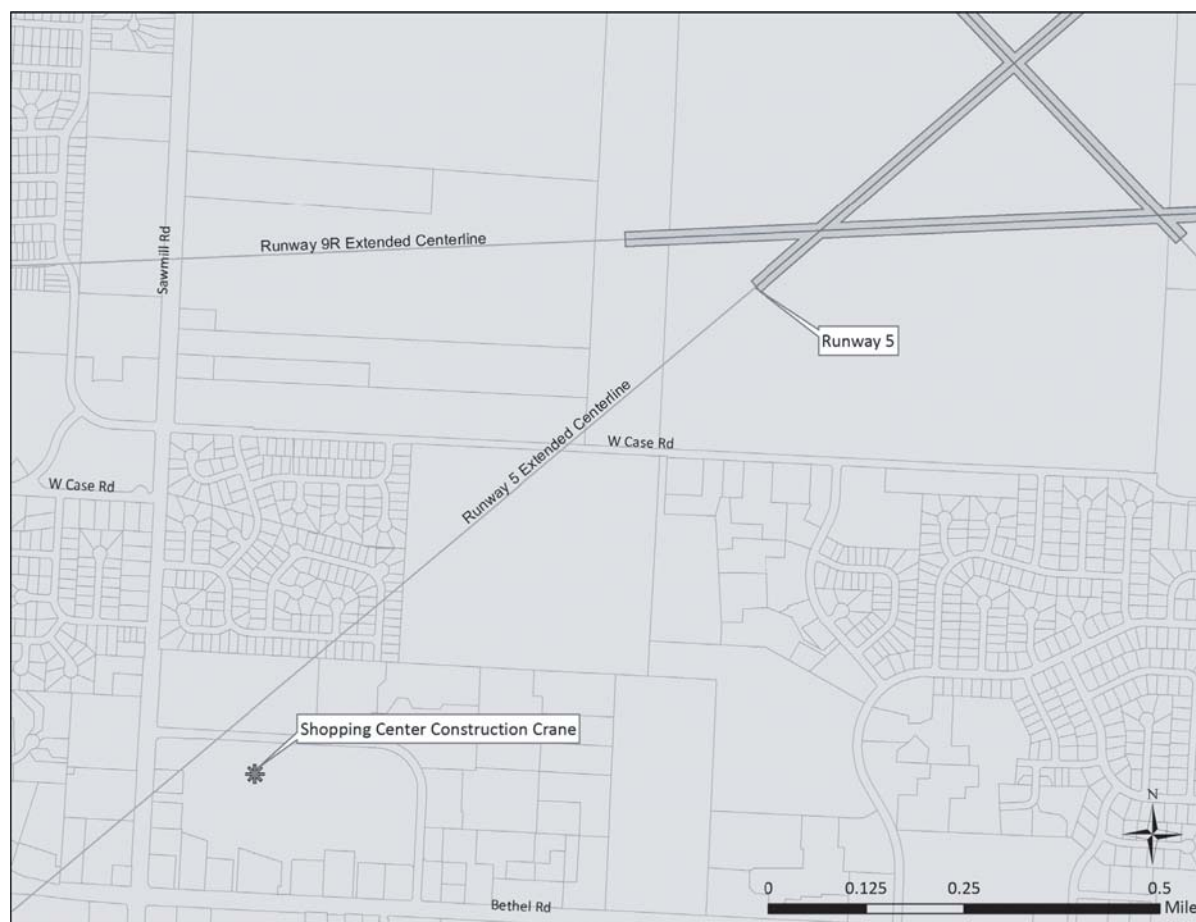 Runway 9R Extended Centerline
Sawmill Rd
Runway 5
Runway 5 Extended Centerline
W Case Rd
W Case Rd
Shopping Center Construction Crane
N
0 0.125 0.25 0.5
Mile
Bethel Rd